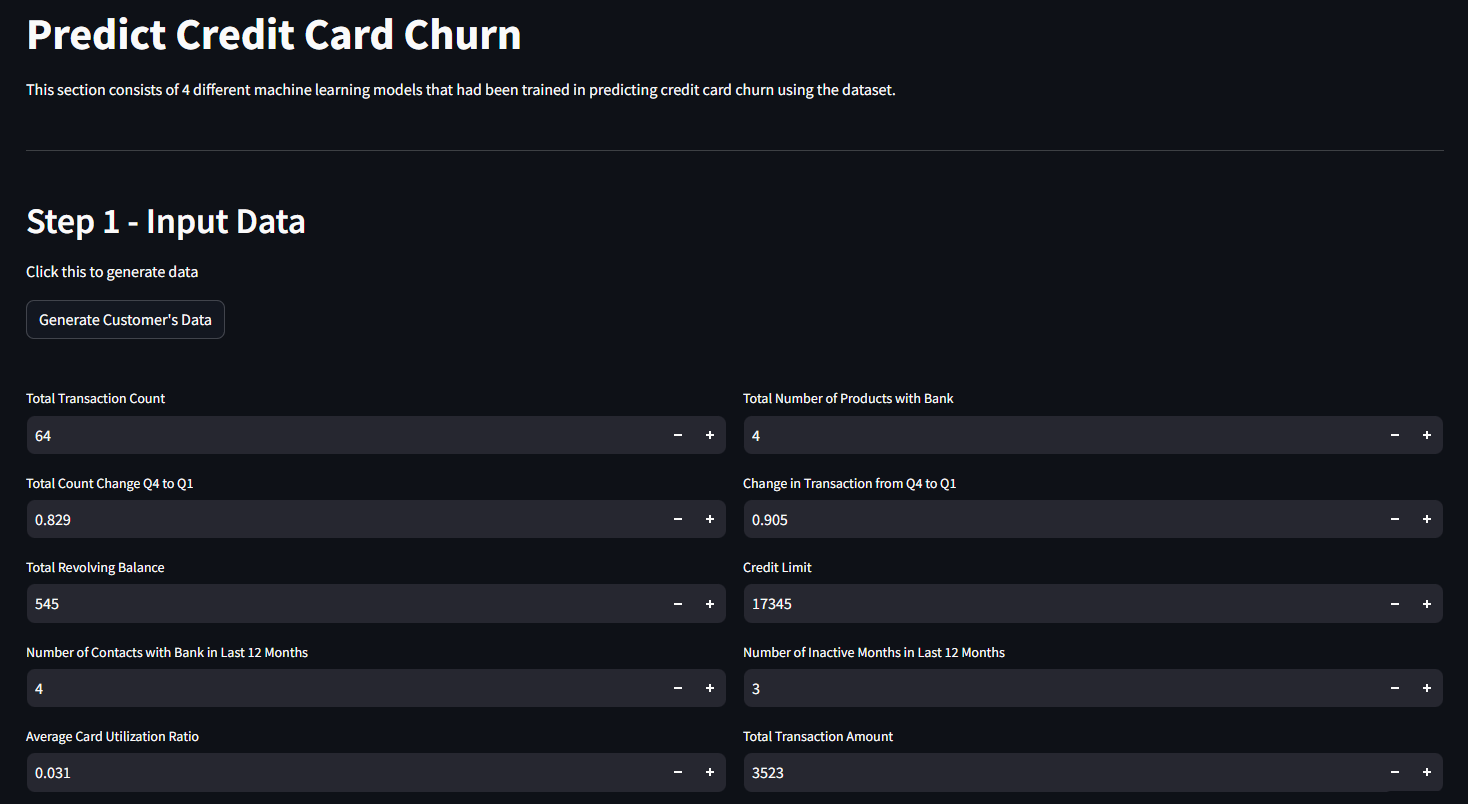 Predict Credit Card Churn
This section consists of 4 different machine learning models that had been trained in predicting credit card churn using the dataset.
Step 1 - Input Data
Click this to generate data
Generate Customer's Data
Total Transaction Count
Total Number of Products with Bank
64
4
Total Count Change Q4 to Q1
Change in Transaction from Q4 to Q1
0.829
0.905
Total Revolving Balance
Credit Limit
545
17345
Number of Contacts with Bank in Last 12 Months
Number of Inactive Months in Last 12 Months
4
3
Average Card Utilization Ratio
Total Transaction Amount
0.031
3523